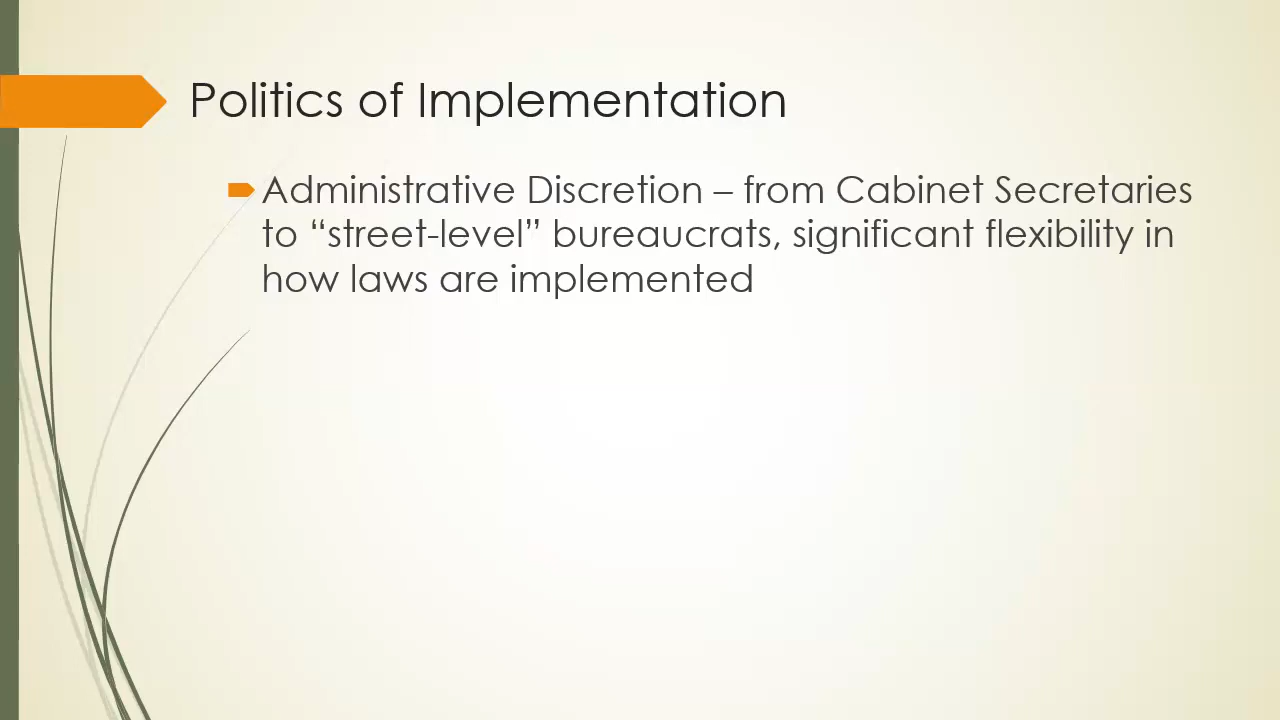 Politics of Implementation
Administrative Discretion – from Cabinet Secretaries
to “street-level” bureaucrats, significant flexibility in
how laws are implemented